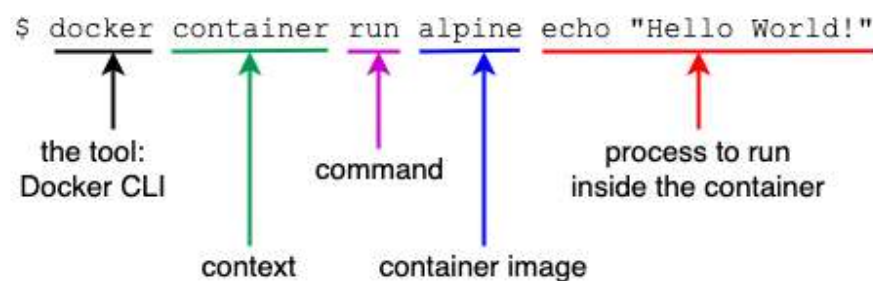 $ docker container run alpine echo "Hello World!"
the tool:
Docker CLI
command
process to run
inside the container
context
container image